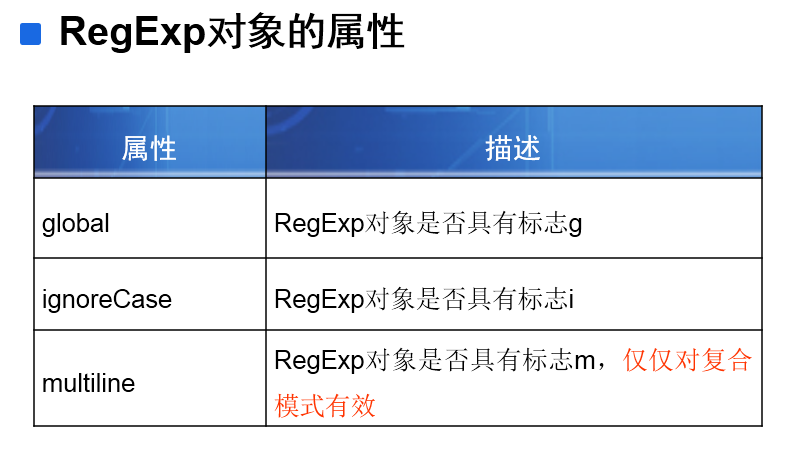 RegExp对象的属性
属性 描述
global RegExp对象是否具有标志g
ignoreCase RegExp对象是否具有标志i
multiline RegExp对象是否具有标志m，仅仅对复合
模式有效